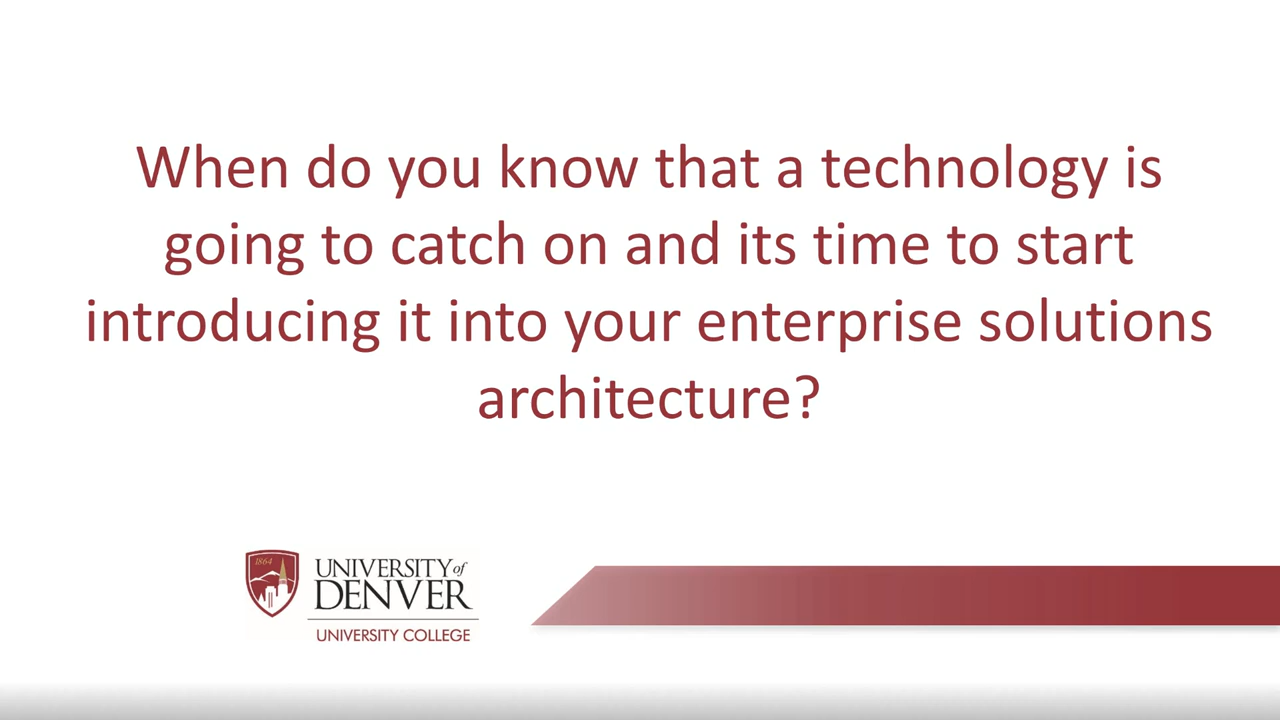 When do you know that a technology is
going to catch on and its time to start
introducing it into your enterprise solutions
architecture?
1864
UNIVERSITY of
DENVER
UNIVERSITY COLLEGE